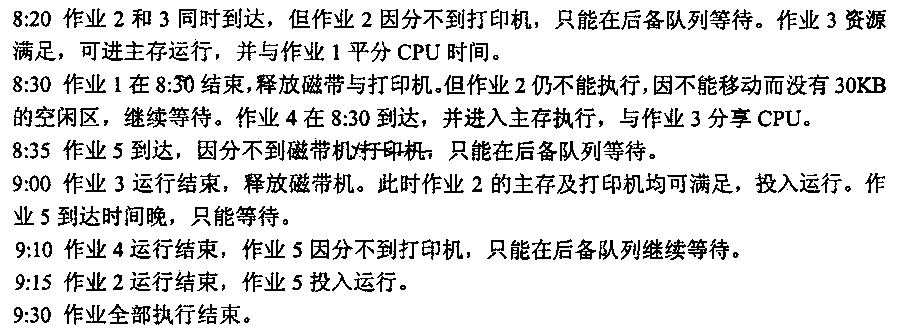 8:20 作业 2 和 3 同时到达，但作业 2 因分不到打印机，只能在后备队列等待。作业 3 资源
满足，可进主存运行，并与作业 1 平分 CPU 时间。
8:30 作业 1 在 8:30 结束，释放磁带与打印机。但作业 2 仍不能执行，因不能移动而没有 30KB
的空闲区，继续等待。作业 4 在 8:30 到达，并进入主存执行，与作业 3 分享 CPU。
8:35 作业 5 到达，因分不到磁带机/打印机，只能在后备队列等待。
9:00 作业 3 运行结束，释放磁带机。此时作业 2 的主存及打印机均可满足，投入运行。作
业 5 到达时间晚，只能等待。
9:10 作业 4 运行结束，作业 5 因分不到打印机，只能在后备队列继续等待。
9:15 作业 2 运行结束，作业 5 投入运行。
9:30 作业全部执行结束。